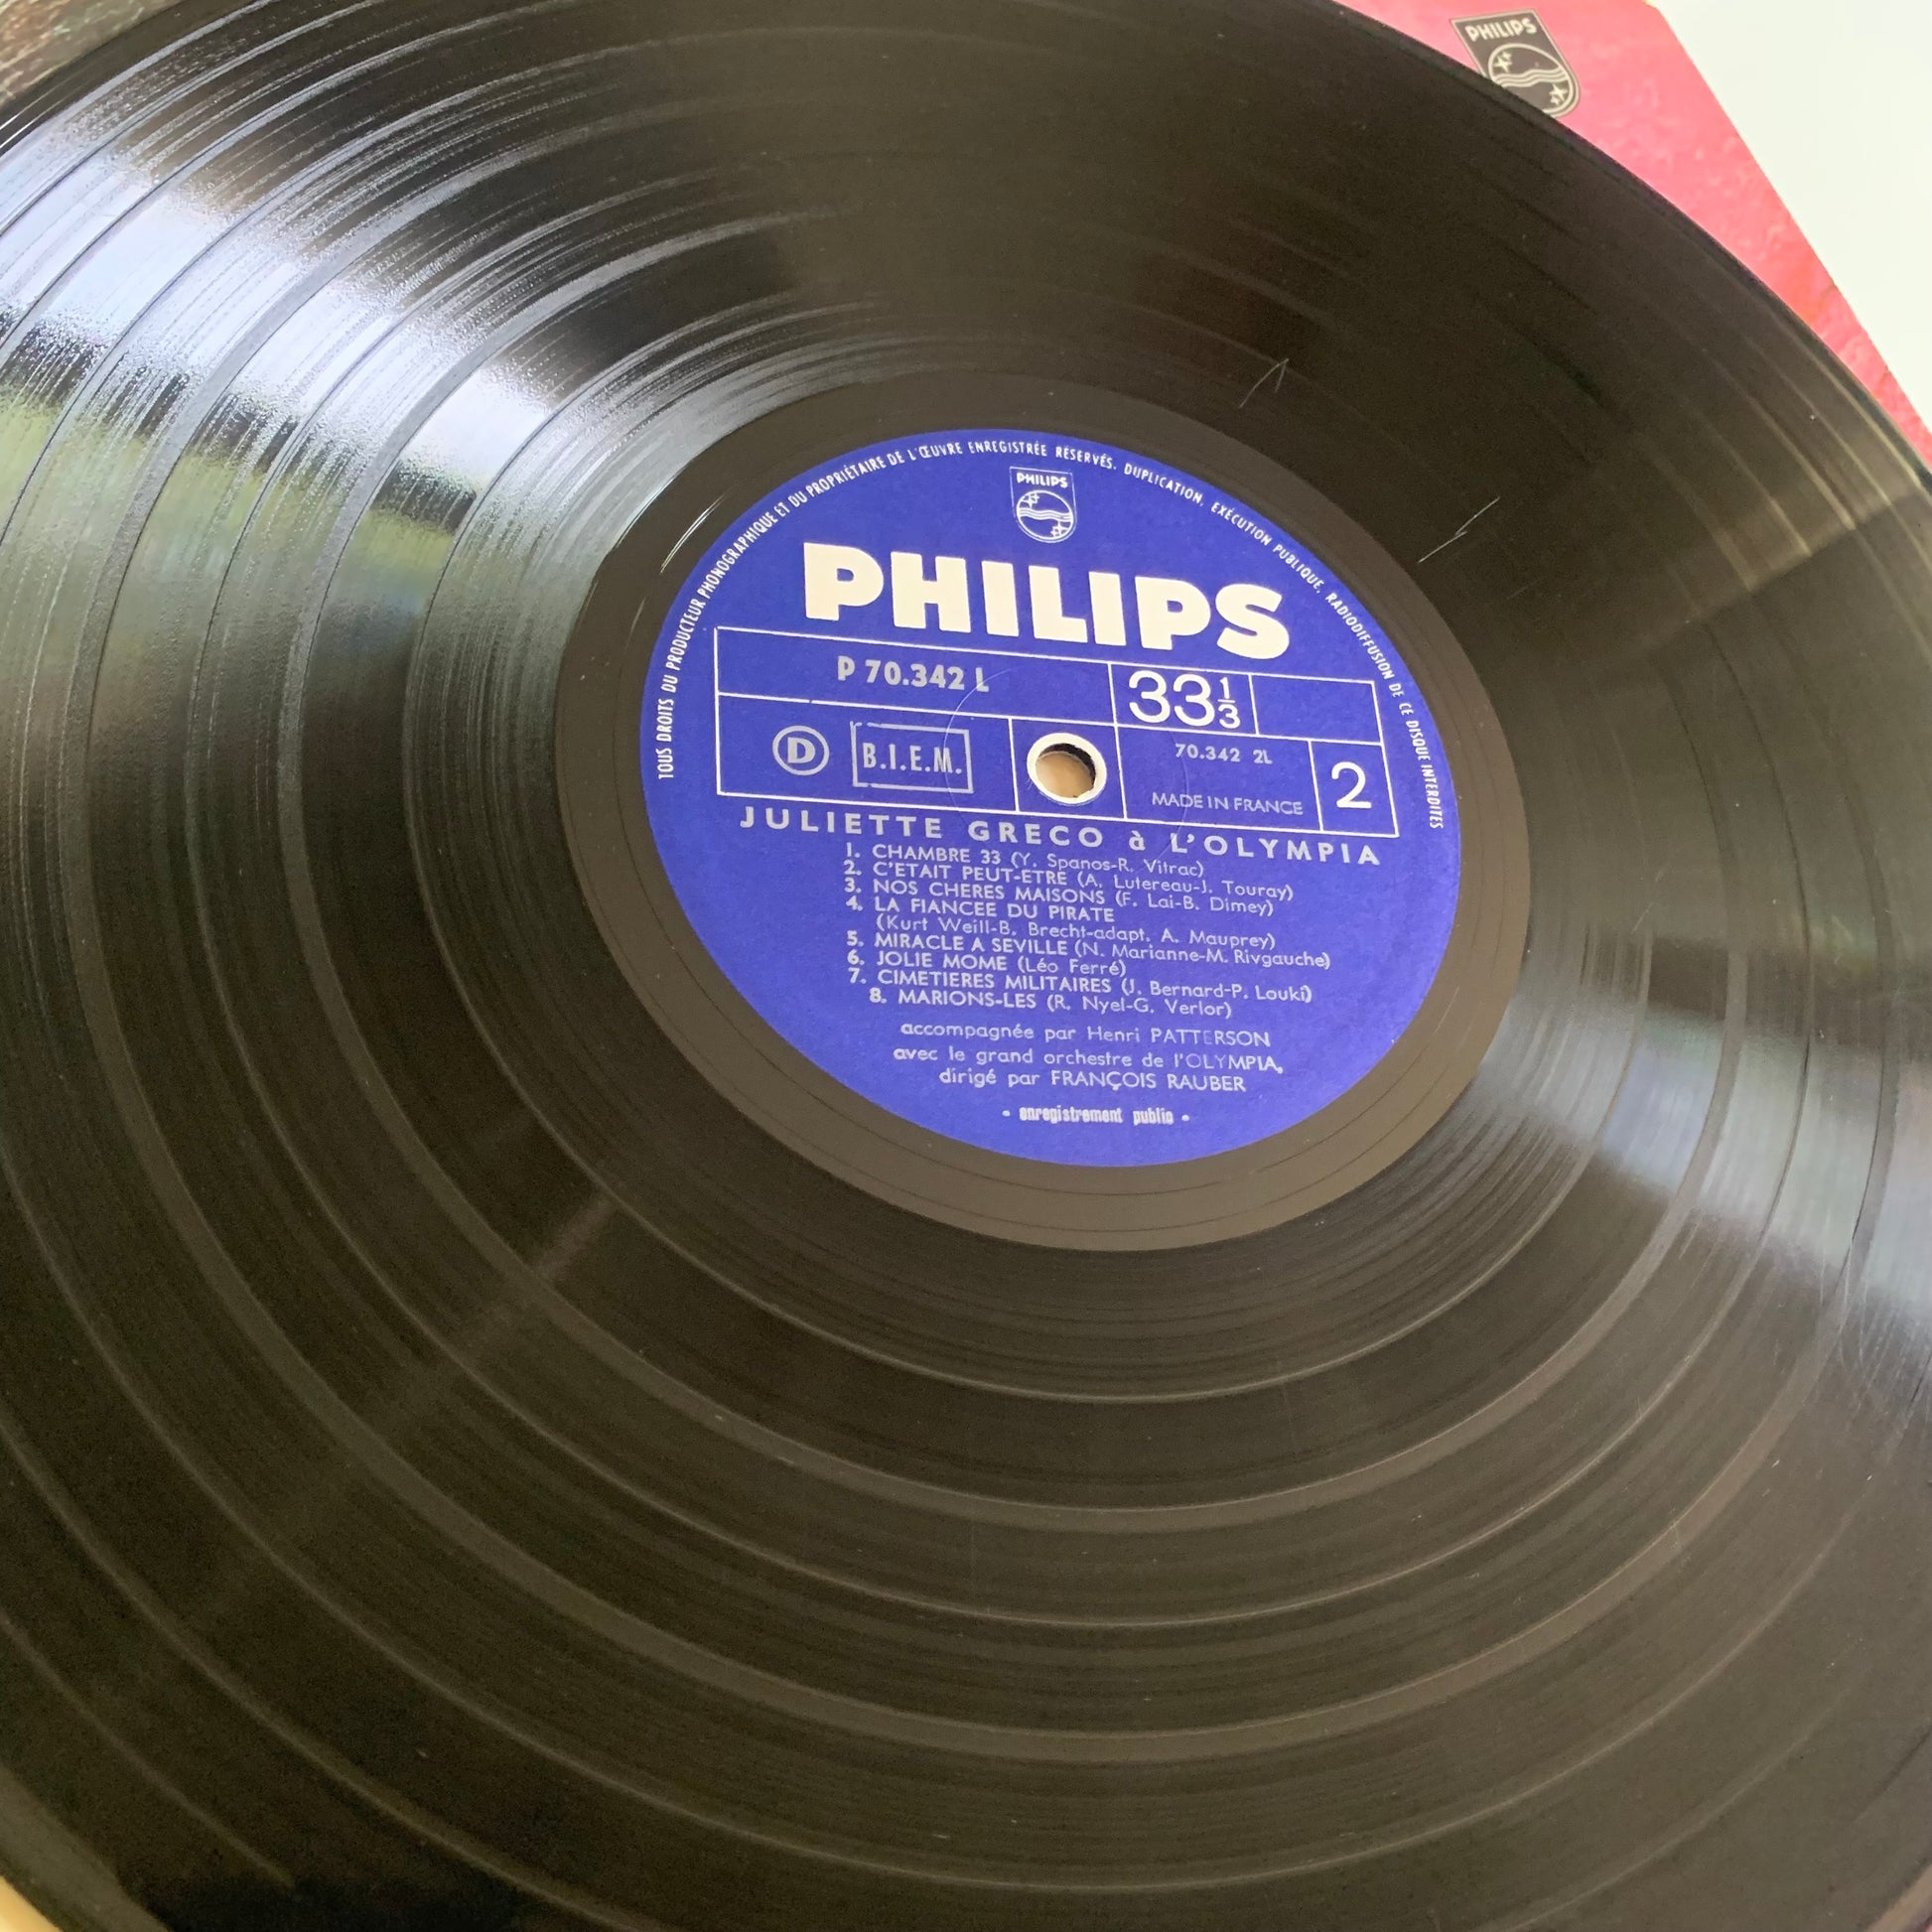 PHILIPS
TOUS DROITS DU PRODUCTEUR PHONOGRAPHIQUE ET DU PROPRIÉTAIRE DE L'ŒUVRE ENREGISTRÉE RÉSERVÉS. DUPLICATION, EXÉCUTION PUBLIQUE, RADIODIFFUSION DE CE DISQUE INTERDITES
PHILIPS
PHILIPS
P 70.342 L
33 1/3
D B.I.E.M.
70.342 2L
MADE IN FRANCE
2
JULIETTE GRECO à L'OLYMPIA
1. CHAMBRE 33 (Y. Spanos-R. Vitrac)
2. C'ETAIT PEUT-ETRE (A. Lutereau-J. Touray)
3. NOS CHERES MAISONS (F. Lai-B. Dimey)
4. LA FIANCEE DU PIRATE
(Kurt Weill-B. Brecht-adapt. A. Mauprey)
5. MIRACLE A SEVILLE (N. Marianne-M. Rivgauche)
6. JOLIE MOME (Léo Ferré)
7. CIMETIERES MILITAIRES (J. Bernard-P. Louki)
8. MARIONS-LES (R. Nyel-G. Verlor)
accompagnée par Henri PATTERSON
avec le grand orchestre de l'OLYMPIA,
dirigé par FRANÇOIS RAUBER
• enregistrement public •